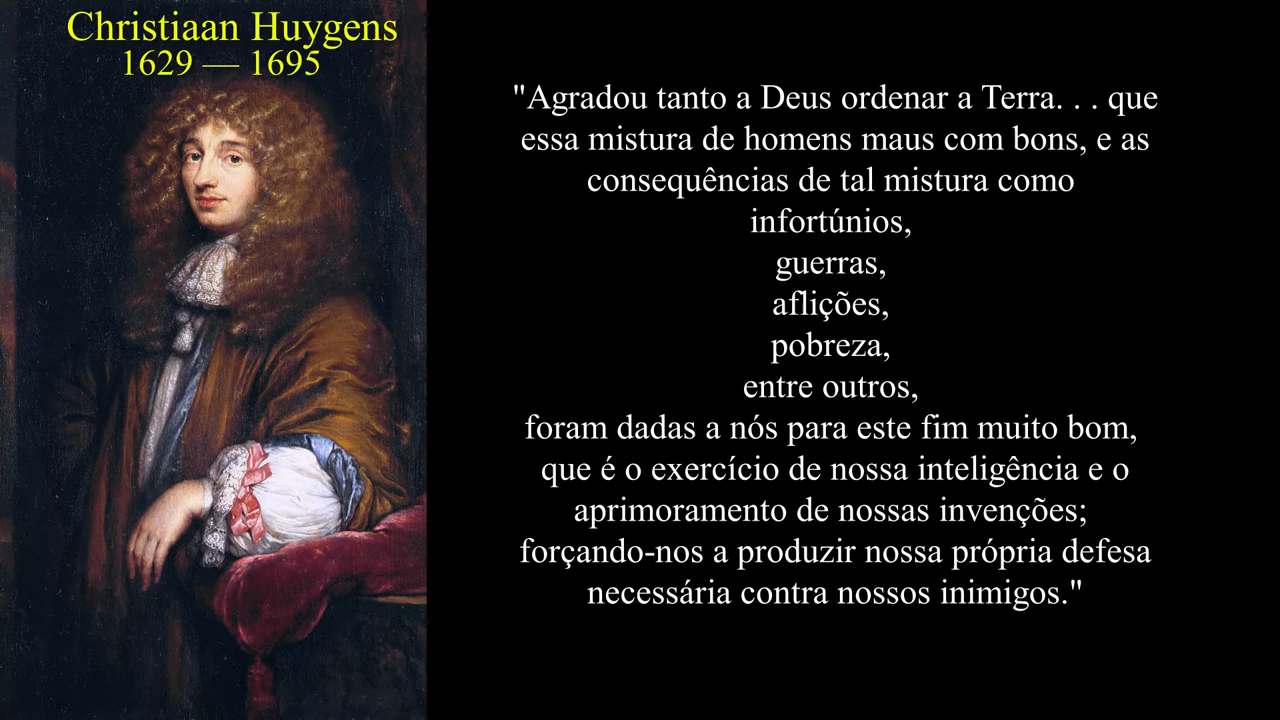 Christiaan Huygens
1629 — 1695
"Agradou tanto a Deus ordenar a Terra. . . que
essa mistura de homens maus com bons, e as
consequências de tal mistura como
infortúnios,
guerras,
aflições,
pobreza,
entre outros,
foram dadas a nós para este fim muito bom,
que é o exercício de nossa inteligência e o
aprimoramento de nossas invenções;
forçando-nos a produzir nossa própria defesa
necessária contra nossos inimigos."